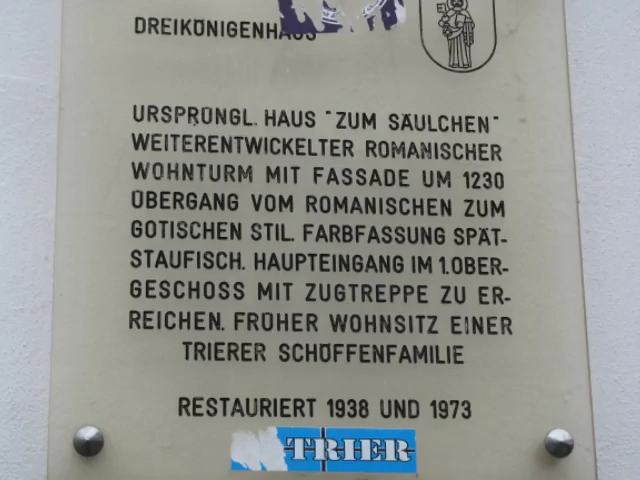 DREIKÖNIGENHAUS
URSPRÜNGL. HAUS "ZUM SÄULCHEN"
WEITERENTWICKELTER ROMANISCHER
WOHNTURM MIT FASSADE UM 1230
ÜBERGANG VOM ROMANISCHEN ZUM
GOTISCHEN STIL. FARBFASSUNG SPÄT-
STAUFISCH. HAUPTEINGANG IM 1.OBER-
GESCHOSS MIT ZUGTREPPE ZU ER-
REICHEN. FRÜHER WOHNSITZ EINER
TRIERER SCHÖFFENFAMILIE
RESTAURIERT 1938 UND 1973
TRIER